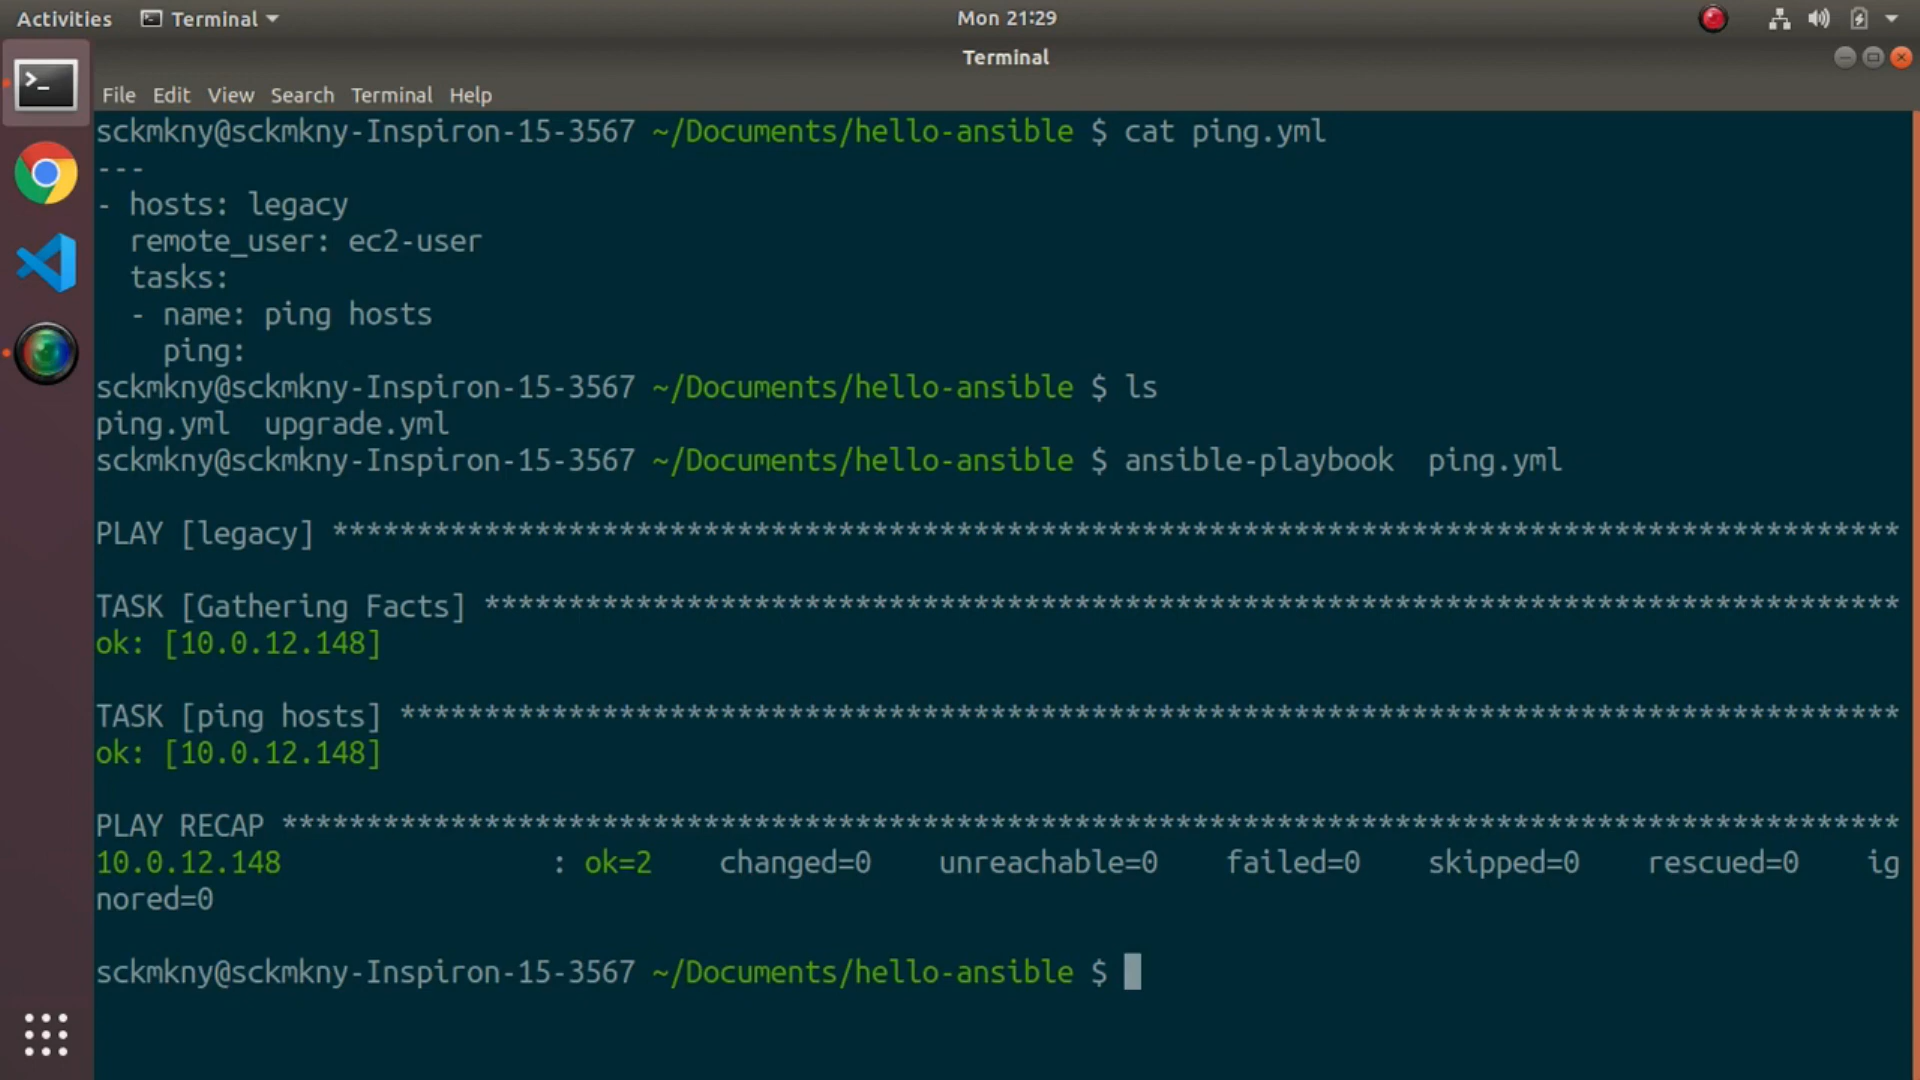 Activities Terminal Mon 21:29
Terminal
File Edit View Search Terminal Help
sckmkny@sckmkny-Inspiron-15-3567 ~/Documents/hello-ansible $ cat ping.yml
---
- hosts: legacy
  remote_user: ec2-user
  tasks:
  - name: ping hosts
    ping:
sckmkny@sckmkny-Inspiron-15-3567 ~/Documents/hello-ansible $ ls
ping.yml  upgrade.yml
sckmkny@sckmkny-Inspiron-15-3567 ~/Documents/hello-ansible $ ansible-playbook  ping.yml
PLAY [legacy] *********************************************************************************************
TASK [Gathering Facts] ************************************************************************************
ok: [10.0.12.148]
TASK [ping hosts] *****************************************************************************************
ok: [10.0.12.148]
PLAY RECAP ************************************************************************************************
10.0.12.148                : ok=2    changed=0    unreachable=0    failed=0    skipped=0    rescued=0    ig
nored=0
sckmkny@sckmkny-Inspiron-15-3567 ~/Documents/hello-ansible $